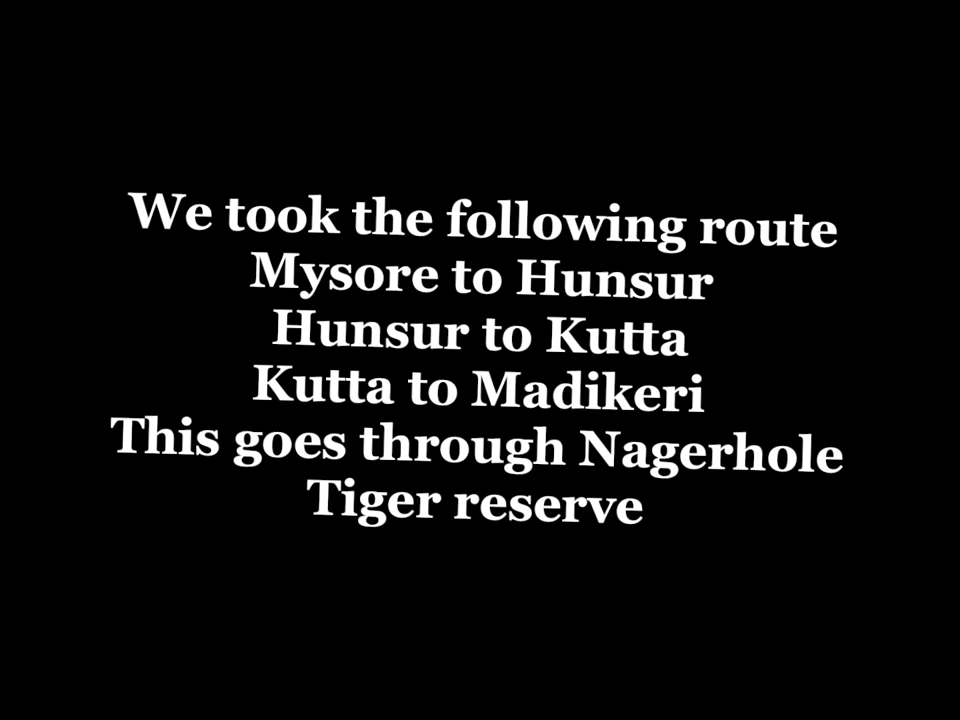 We took the following route
Mysore to Hunsur
Hunsur to Kutta
Kutta to Madikeri
This goes through Nagerhole
Tiger reserve